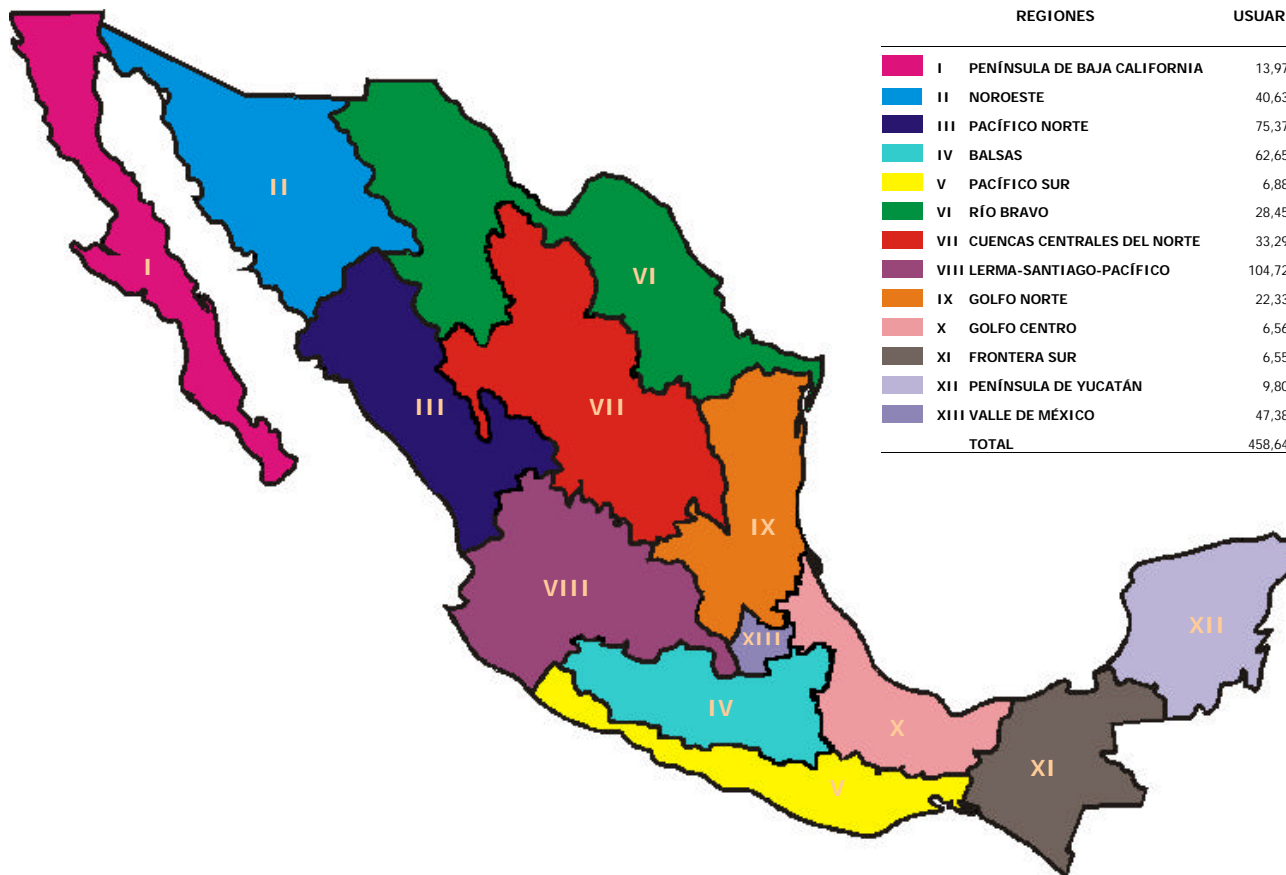 REGIONES USUAR
I PENÍNSULA DE BAJA CALIFORNIA 13,97
II NOROESTE 40,63
III PACÍFICO NORTE 75,37
IV BALSAS 62,65
V PACÍFICO SUR 6,88
VI RÍO BRAVO 28,45
VII CUENCAS CENTRALES DEL NORTE 33,29
VIII LERMA-SANTIAGO-PACÍFICO 104,72
IX GOLFO NORTE 22,33
X GOLFO CENTRO 6,56
XI FRONTERA SUR 6,55
XII PENÍNSULA DE YUCATÁN 9,80
XIII VALLE DE MÉXICO 47,38
TOTAL 458,64
II
I
VI
III
VII
IX
VIII
XII
XIII
IV
X
XI
V